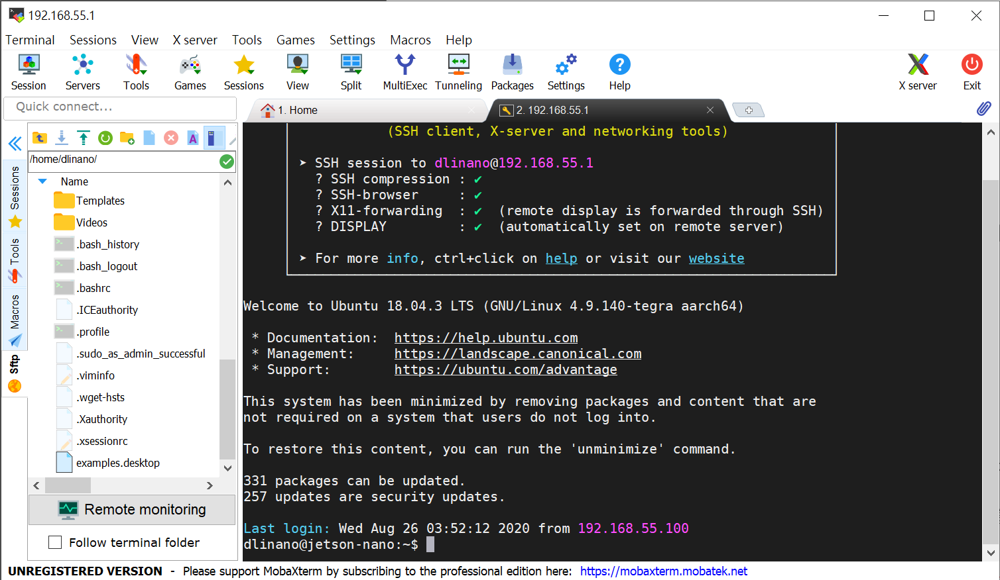 192.168.55.1
Terminal Sessions View X server Tools Games Settings Macros Help
Session Servers Tools Games Sessions View Split MultiExec Tunneling Packages Settings Help X server Exit
Quick connect...
1. Home
2. 192.168.55.1
/home/dlinano/
Sessions
Tools
Macros
Sftp
Name
Templates
Videos
.bash_history
.bash_logout
.bashrc
.ICEauthority
.profile
.sudo_as_admin_successful
.viminfo
.wget-hsts
.Xauthority
.xsessionrc
examples.desktop
Remote monitoring
Follow terminal folder
(SSH client, X-server and networking tools)
➤ SSH session to dlinano@192.168.55.1
? SSH compression : ✔
? SSH-browser : ✔
? X11-forwarding : ✔ (remote display is forwarded through SSH)
? DISPLAY : ✔ (automatically set on remote server)
➤ For more info, ctrl+click on help or visit our website
Welcome to Ubuntu 18.04.3 LTS (GNU/Linux 4.9.140-tegra aarch64)
* Documentation: https://help.ubuntu.com
* Management: https://landscape.canonical.com
* Support: https://ubuntu.com/advantage
This system has been minimized by removing packages and content that are
not required on a system that users do not log into.
To restore this content, you can run the 'unminimize' command.
331 packages can be updated.
257 updates are security updates.
Last login: Wed Aug 26 03:52:12 2020 from 192.168.55.100
dlinano@jetson-nano:~$
UNREGISTERED VERSION - Please support MobaXterm by subscribing to the professional edition here: https://mobaxterm.mobatek.net